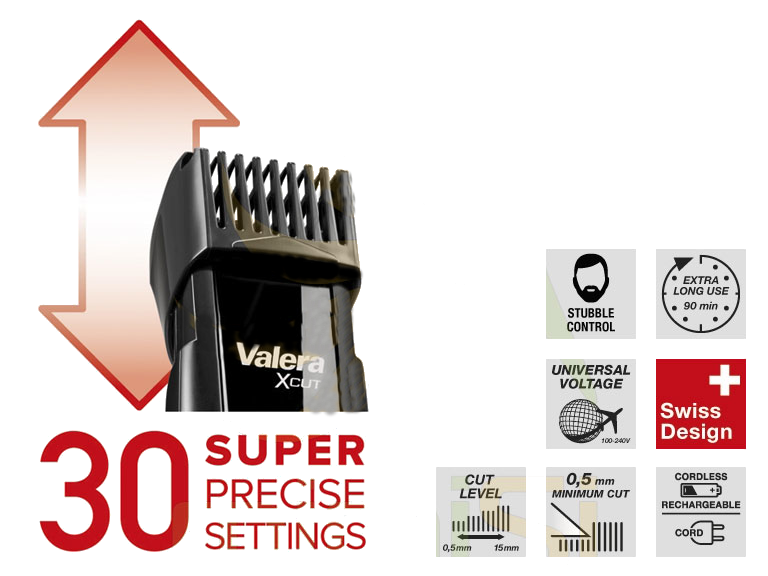 Valera
XCUT
30
SUPER
PRECISE
SETTINGS
STUBBLE
CONTROL
EXTRA
LONG USE
90 min
UNIVERSAL
VOLTAGE
100-240V
Swiss
Design
CUT
LEVEL
0,5mm 15mm
0,5 mm
MINIMUM CUT
CORDLESS
RECHARGEABLE
CORD